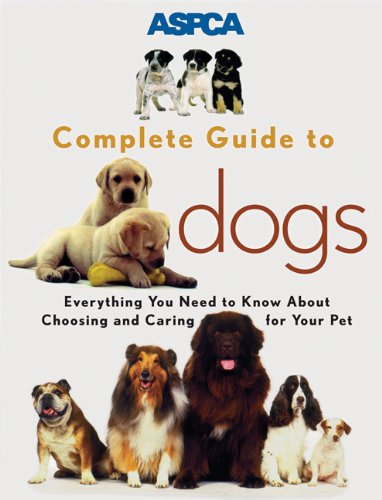 ASPCA
Complete Guide to
dogs
Everything You Need to Know About
Choosing and Caring for Your Pet